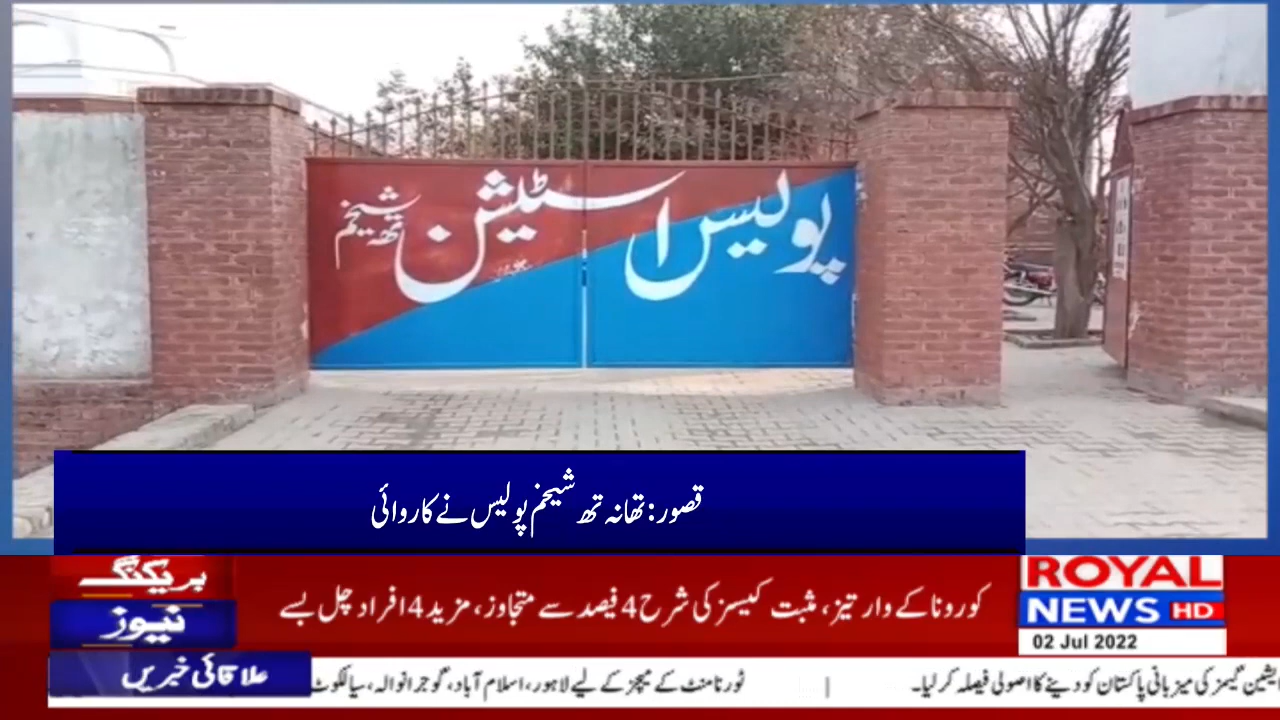 پولیس اسٹیشن
تھہ شیخم
قصور: تھانہ تھہ شیخم پولیس نے کاروائی
بریکنگ
نیوز
کورونا کے وار تیز، مثبت کیسز کی شرح 4 فیصد سے متجاوز، مزید 4 افراد چل بسے
ROYAL
NEWS HD
02 Jul 2022
علاقائی خبریں
ایشین گیمز کی میزبانی پاکستان کو دینے کا اصولی فیصلہ کرلیا۔ | ٹورنامنٹ کے میچز کے لیے لاہور، اسلام آباد، گوجرانوالہ، سیالکوٹ